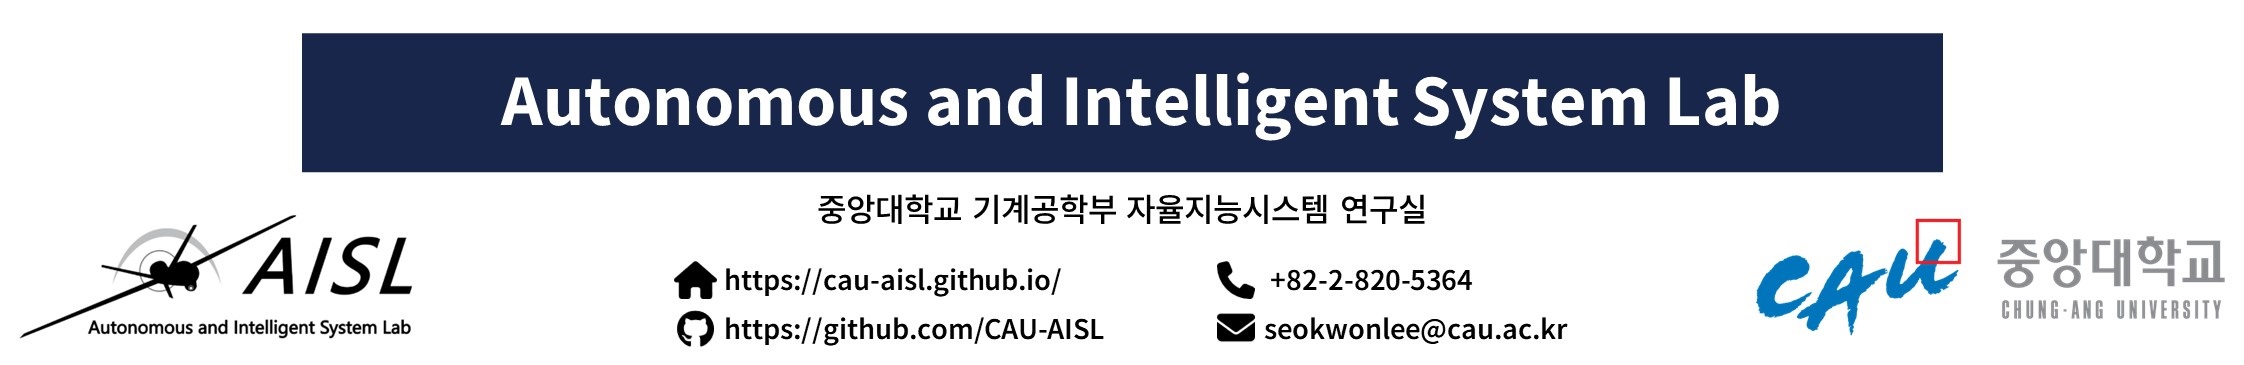 Autonomous and Intelligent System Lab
중앙대학교 기계공학부 자율지능시스템 연구실
AISL
Autonomous and Intelligent System Lab
https://cau-aisl.github.io/
https://github.com/CAU-AISL
+82-2-820-5364
seokwonlee@cau.ac.kr
CAU
중앙대학교
CHUNG-ANG UNIVERSITY